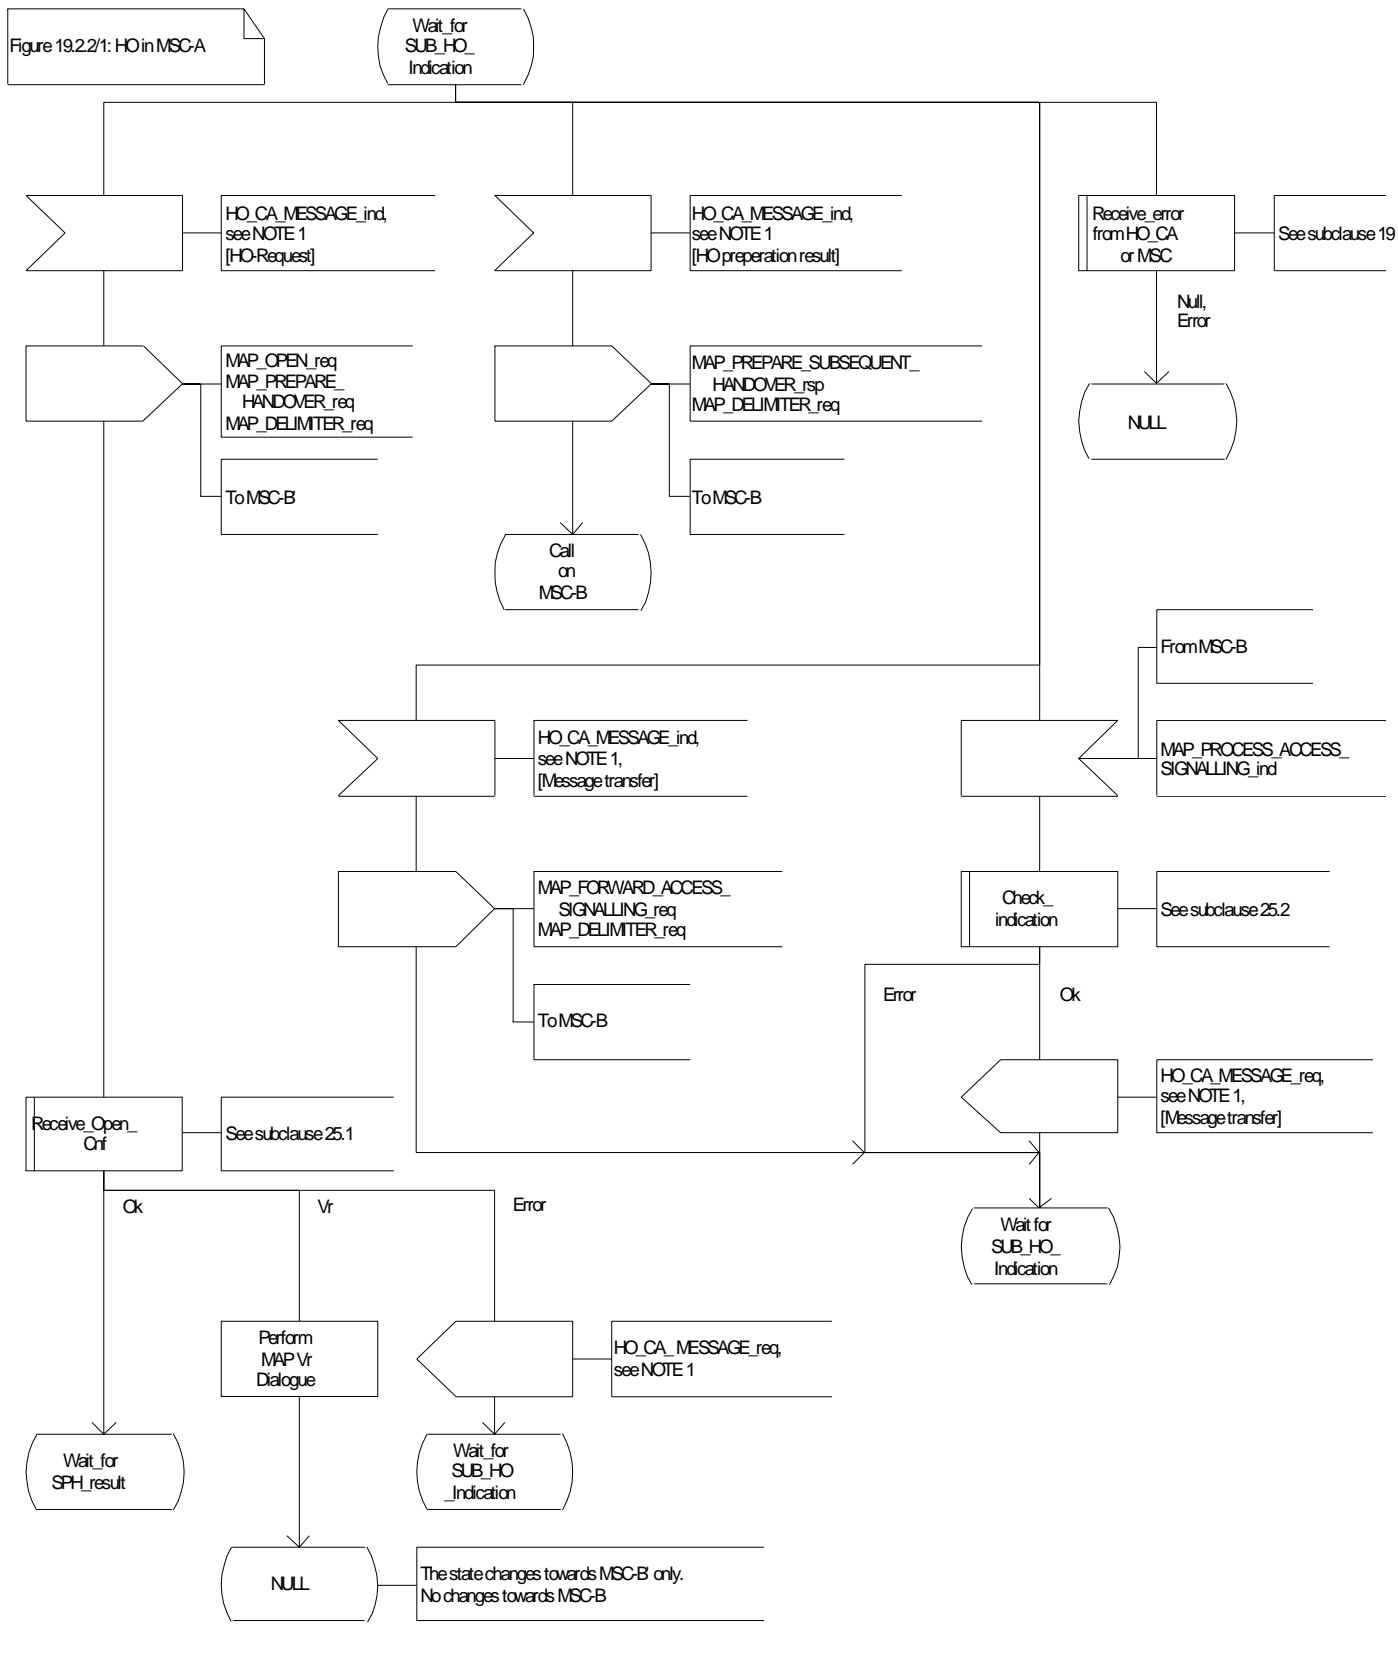 Figure 19.2.2/1: HO in MSC-A
Wait_for
SUB_HO_
Indication
HO_CA_MESSAGE_ind,
see NOTE 1
[HO-Request]
HO_CA_MESSAGE_ind,
see NOTE 1
[HO preperation result]
Receive_error
from HO_CA
or MSC
See subclause 19
Null,
Error
MAP_OPEN_req
MAP_PREPARE_
HANDOVER_req
MAP_DELIMITER_req
MAP_PREPARE_SUBSEQUENT_
HANDOVER_rsp
MAP_DELIMITER_req
NULL
To MSC-B'
To MSC-B
Call
on
MSC-B
From MSC-B
HO_CA_MESSAGE_ind,
see NOTE 1,
[Message transfer]
MAP_PROCESS_ACCESS_
SIGNALLING_ind
MAP_FORWARD_ACCESS_
SIGNALLING_req
MAP_DELIMITER_req
Check_
indication
See subclause 25.2
Error
Ok
To MSC-B
HO_CA_MESSAGE_req,
see NOTE 1,
[Message transfer]
Receive_Open_
Cnf
See subclause 25.1
Ok
Vr
Error
Wait for
SUB_HO_
Indication
Perform
MAP Vr
Dialogue
HO_CA_ MESSAGE_req,
see NOTE 1
Wait_for
SPH_result
Wait_for
SUB_HO
_Indication
NULL
The state changes towards MSC-B' only.
No changes towards MSC-B